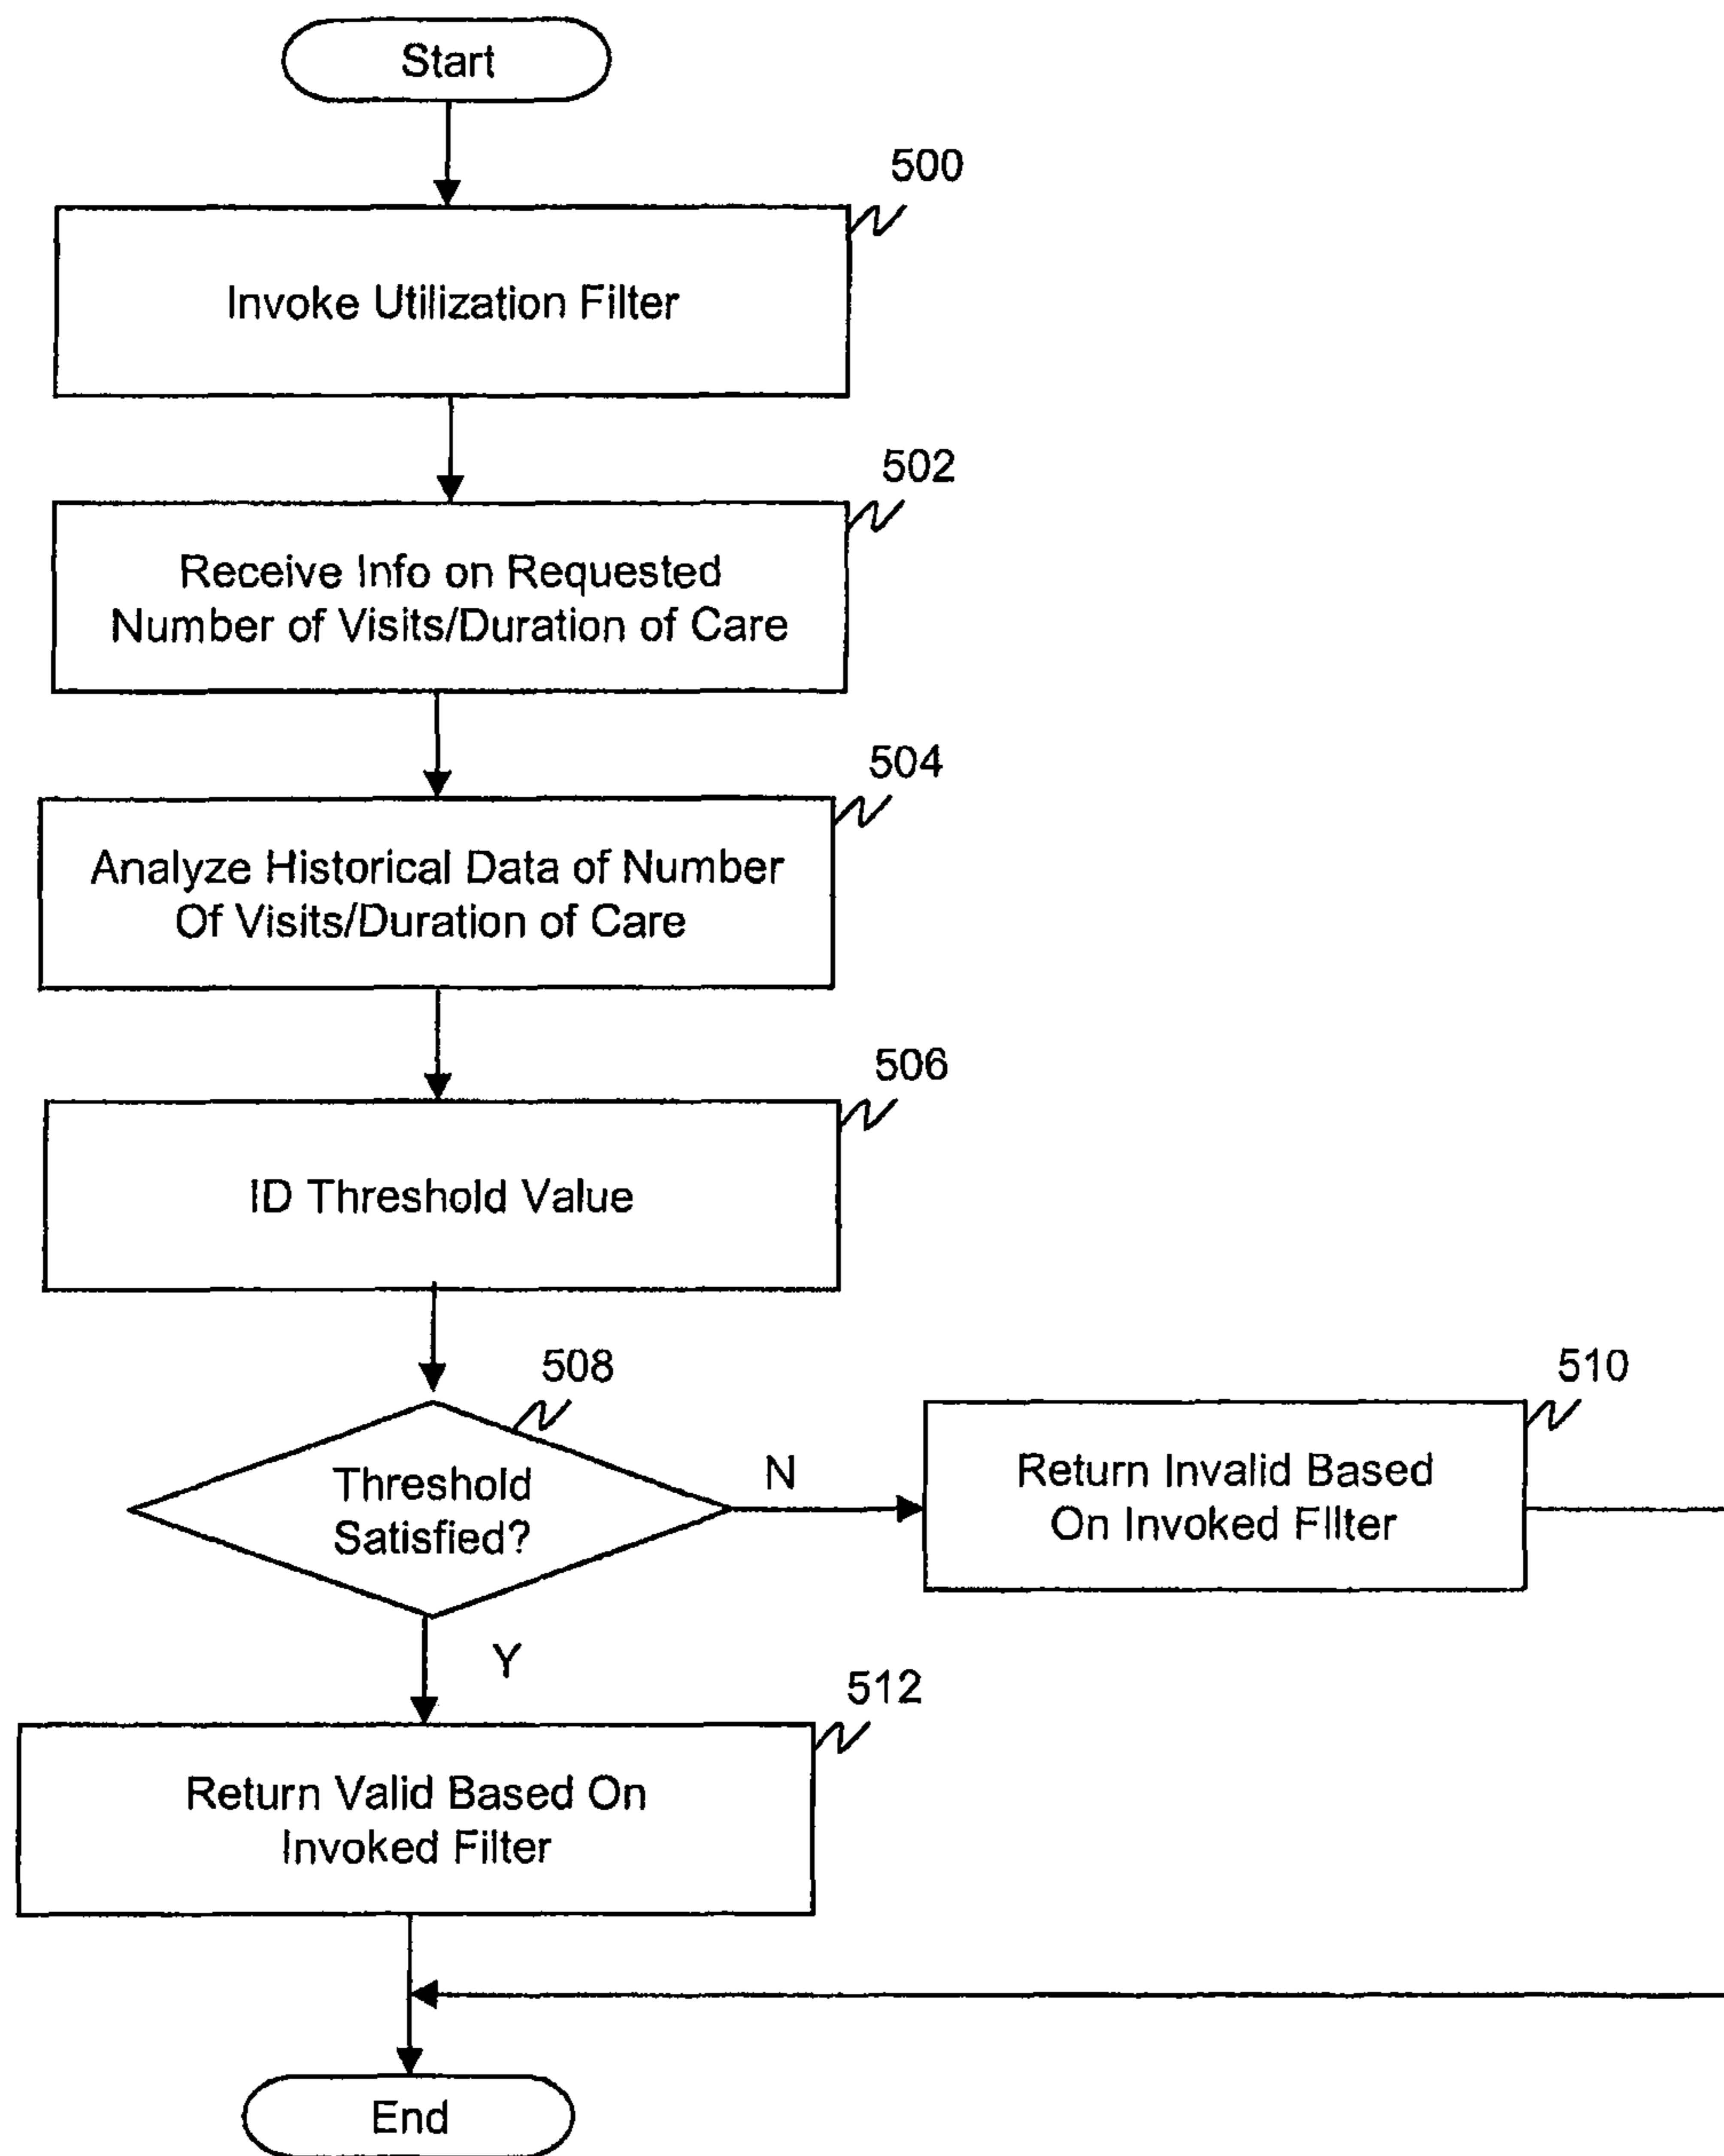 Start
500
Invoke Utilization Filter
502
Receive Info on Requested
Number of Visits/Duration of Care
504
Analyze Historical Data of Number
Of Visits/Duration of Care
506
ID Threshold Value
508
Threshold
Satisfied?
N
510
Return Invalid Based
On Invoked FIlter
Y
512
Return Valid Based On
Invoked Filter
End